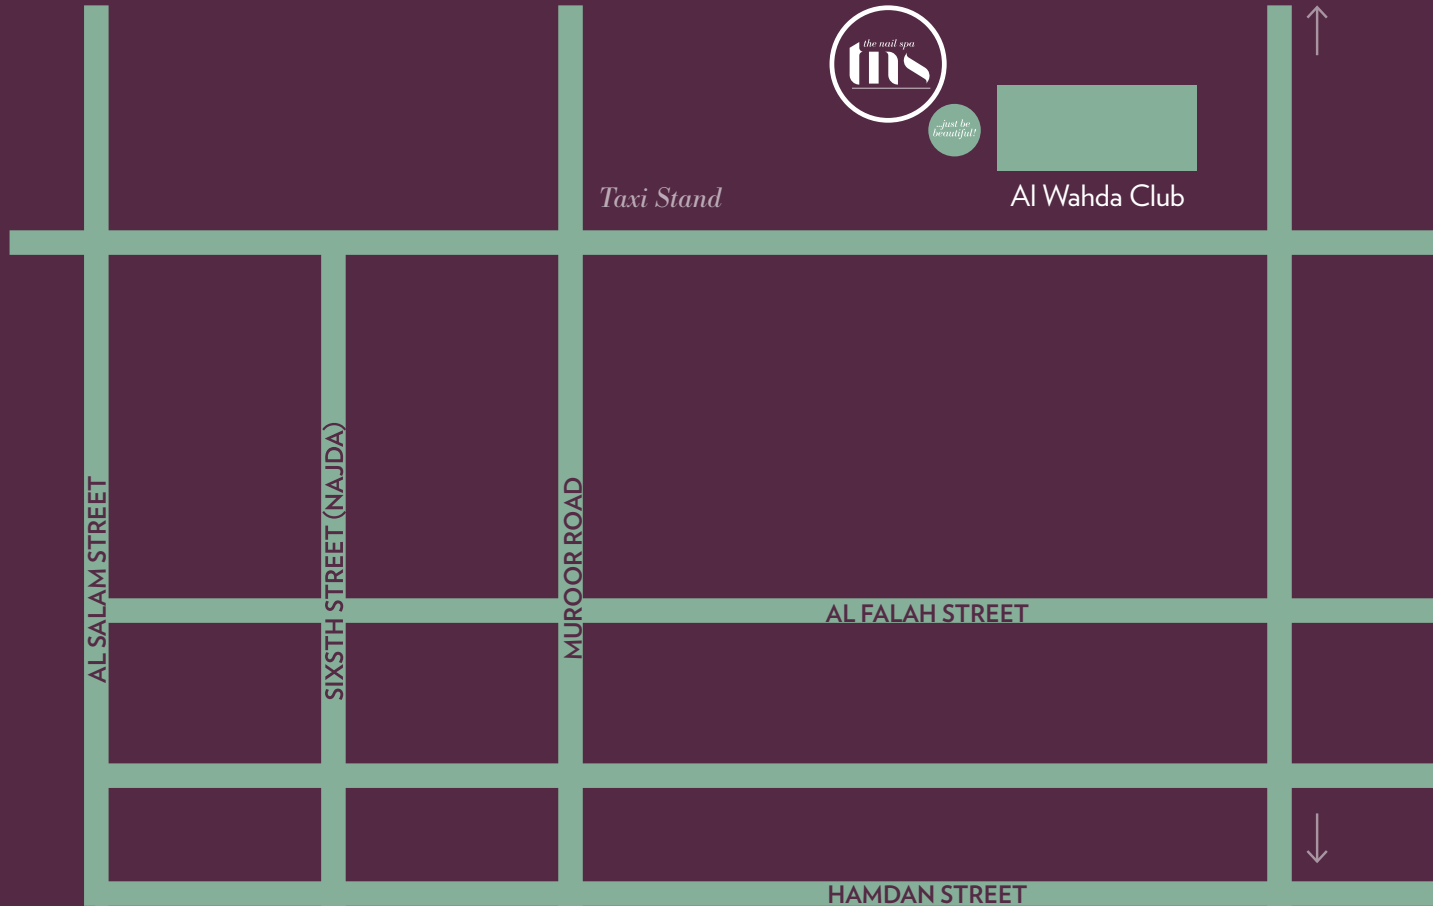 the nail spa
tns
...just be
beautiful!
Taxi Stand
Al Wahda Club
AL SALAM STREET
SIXSTH STREET (NAJDA)
MUROOR ROAD
AL FALAH STREET
HAMDAN STREET